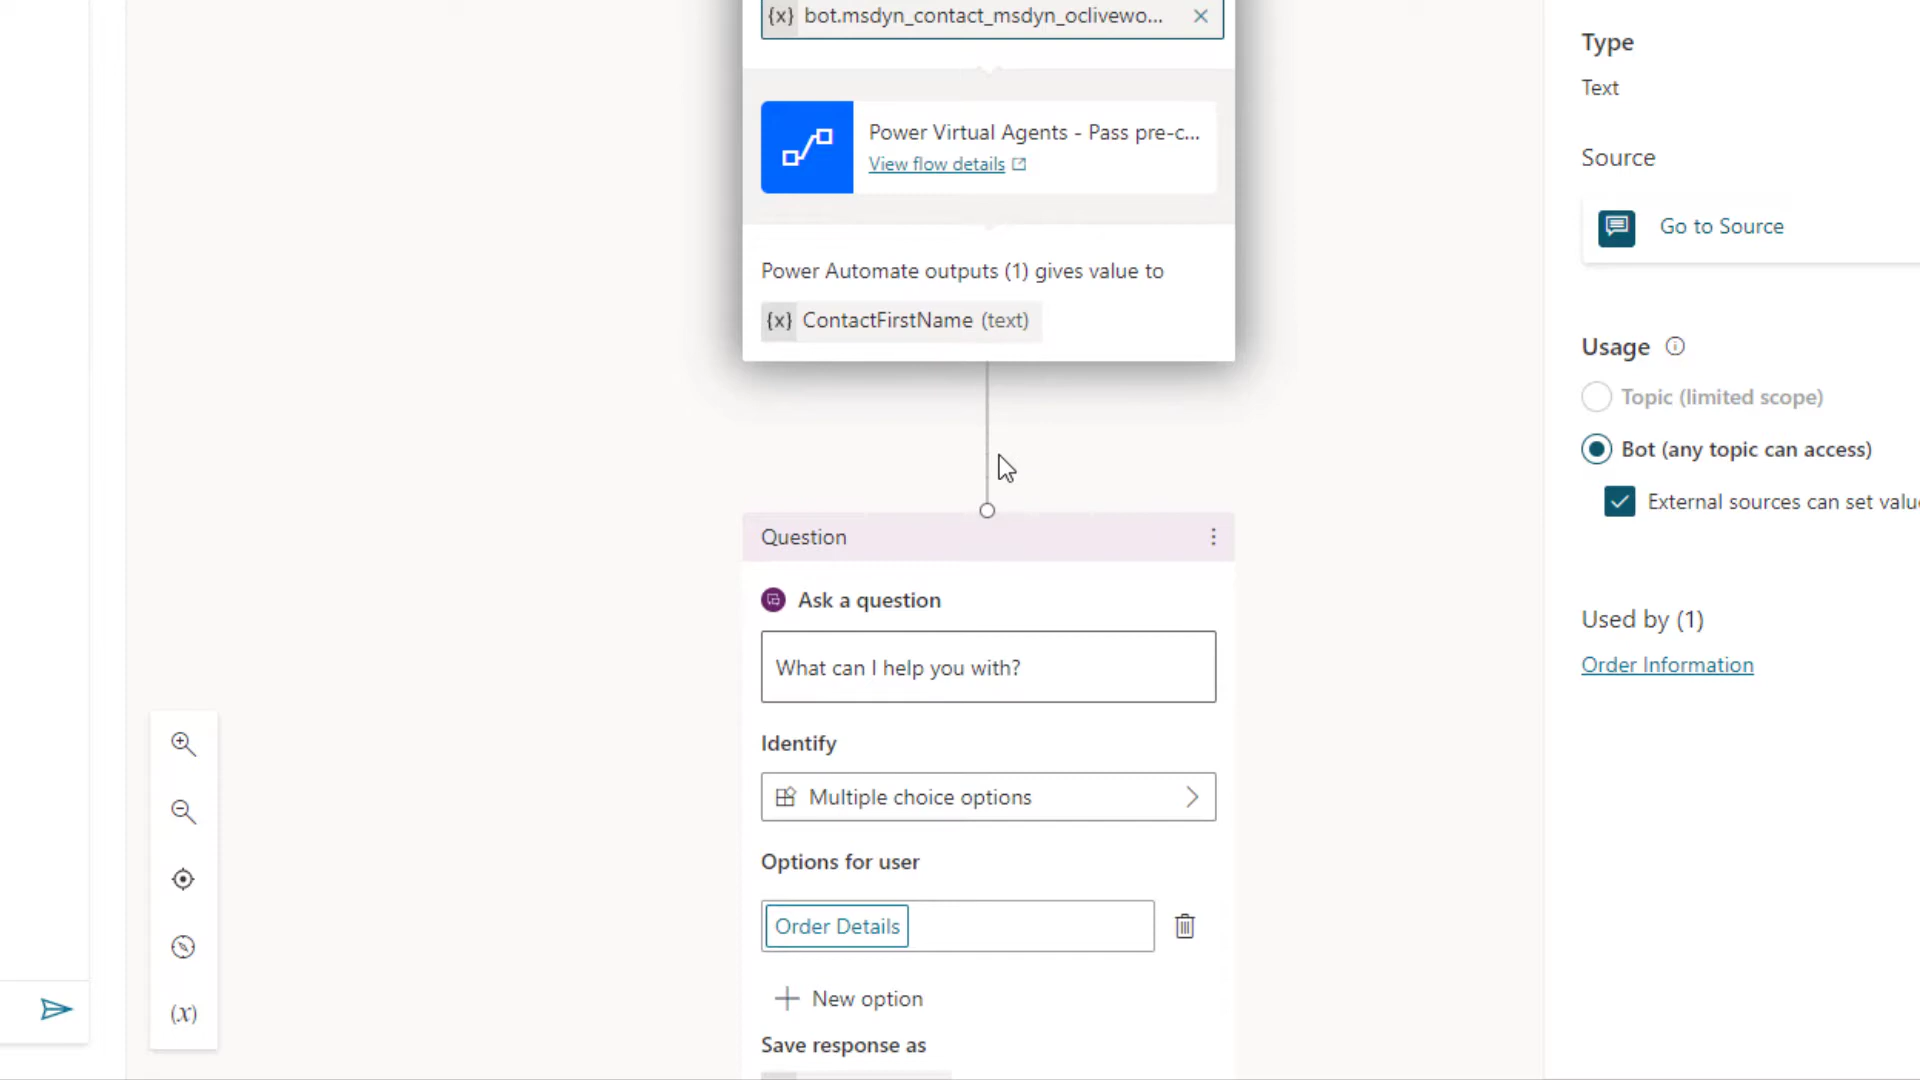 {x} bot.msdyn_contact_msdyn_oclivewo...
Power Virtual Agents - Pass pre-c...
View flow details
Power Automate outputs (1) gives value to
{x} ContactFirstName (text)
Question
Ask a question
What can I help you with?
Identify
Multiple choice options
Options for user
Order Details
New option
Save response as
(x)
Type
Text
Source
Go to Source
Usage
Topic (limited scope)
Bot (any topic can access)
External sources can set valu
Used by (1)
Order Information